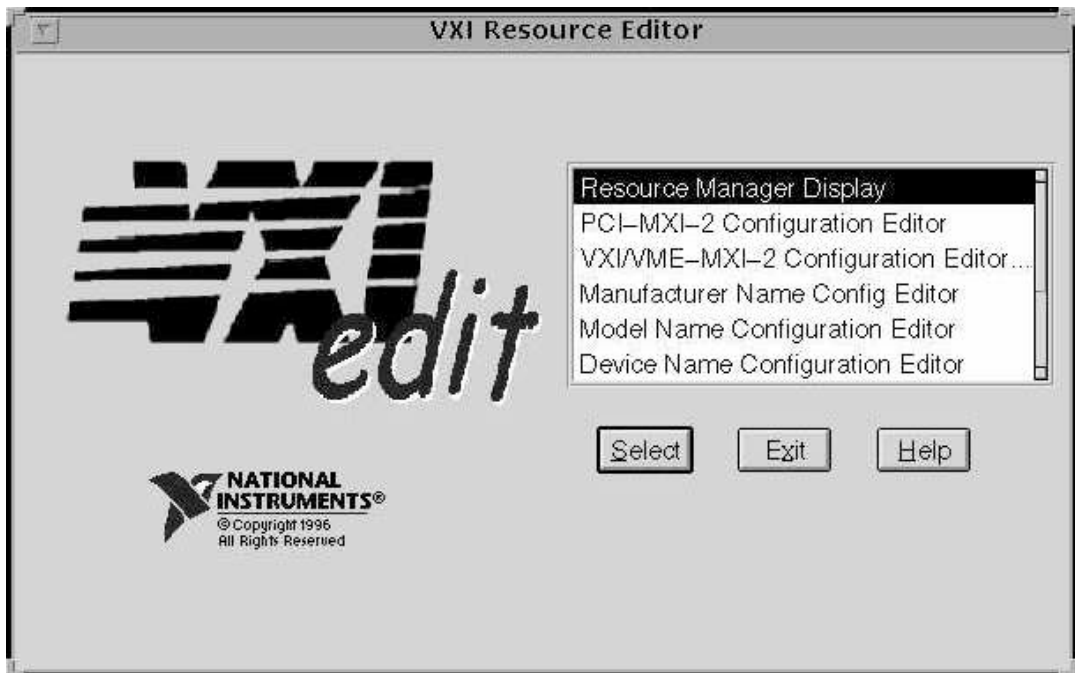 VXI Resource Editor
VXI
edit
Resource Manager Display
PCI–MXI–2 Configuration Editor
VXI/VME–MXI–2 Configuration Editor....
Manufacturer Name Config Editor
Model Name Configuration Editor
Device Name Configuration Editor
Select Exit Help
NATIONAL
INSTRUMENTS®
© Copyright 1996
All Rights Reserved